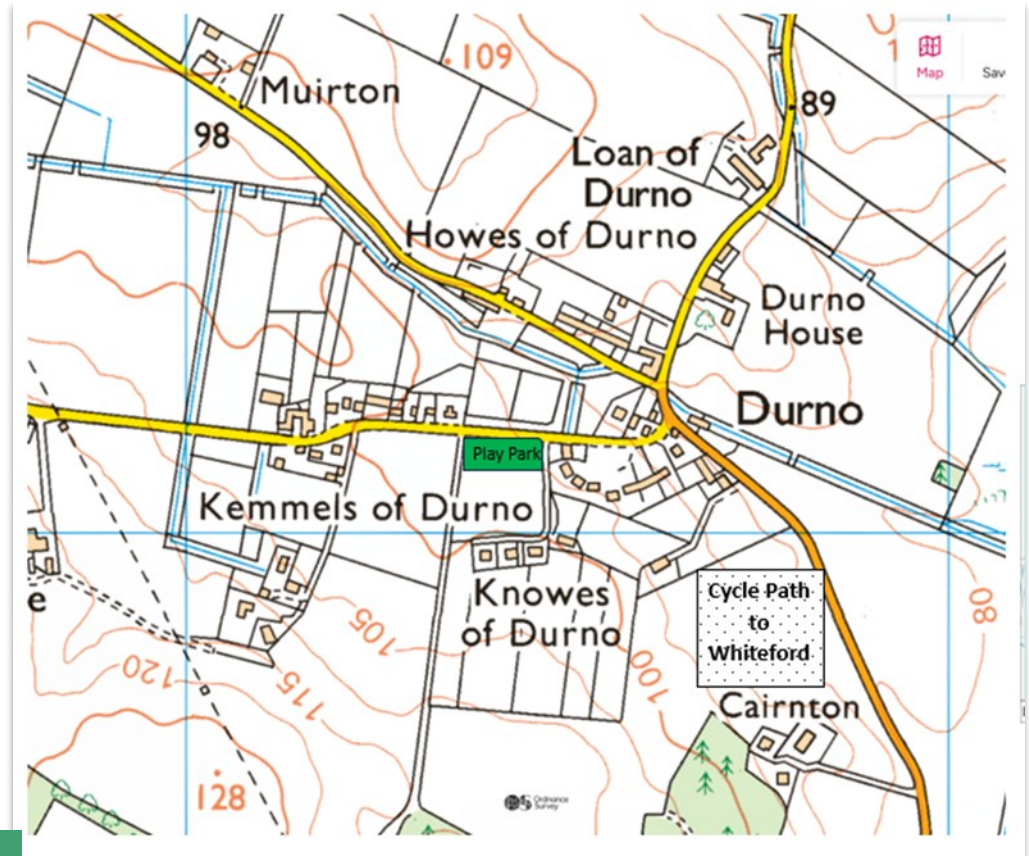 109
Muirton
Map
Sav
98
89
Loan of
Durno
Howes of Durno
Durno
House
Durno
Play Park
Kemmels of Durno
e
Knowes
of Durno
Cycle Path
to
Whiteford
80
105
100
120
115
Cairnton
128
OS Ordnance
Survey